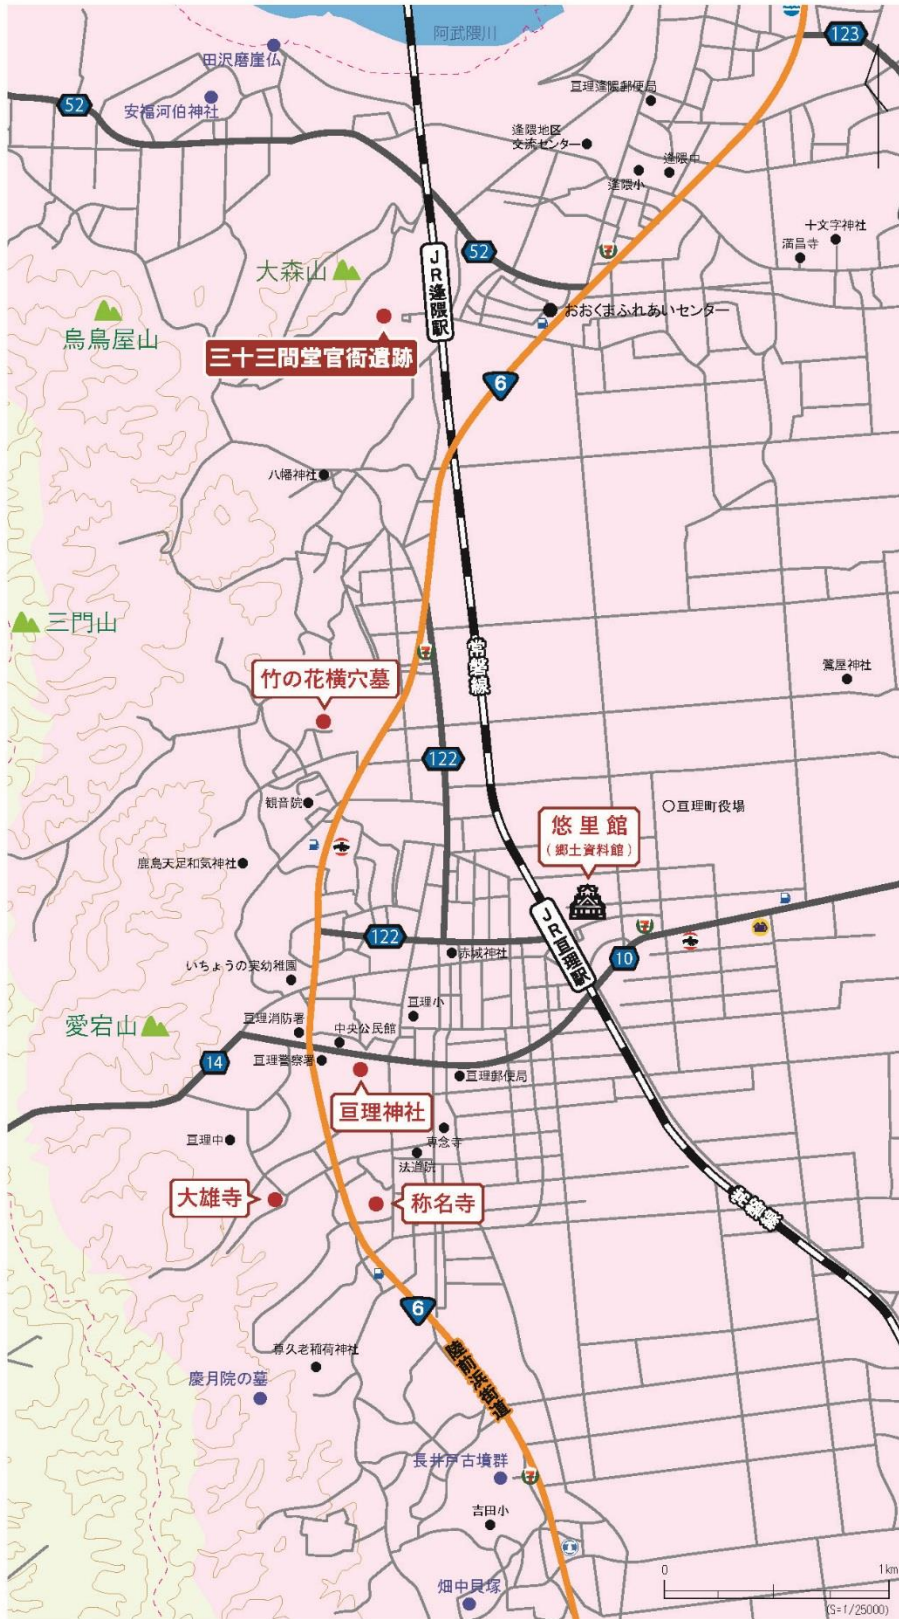 阿武隈川
123
田沢磨崖仏
52
安福河伯神社
亘理逢隈郵便局
逢隈地区
交流センター
逢隈中
逢隈小
十文字神社
満昌寺
52
大森山
JR逢隈駅
烏鳥屋山
おおくまふれあいセンター
三十三間堂官衙遺跡
6
八幡神社
三門山
常磐線
鷺屋神社
竹の花横穴墓
122
観音院
悠里館
(郷土資料館)
亘理町役場
鹿島天足和気神社
122
赤城神社
JR亘理駅
10
いちょうの実幼稚園
亘理小
愛宕山
亘理消防署
中央公民館
14
亘理警察署
亘理郵便局
亘理神社
亘理中
専念寺
法道院
大雄寺
称名寺
常磐線
6
陸前浜街道
尊久老稲荷神社
慶月院の墓
長井戸古墳群
吉田小
畑中貝塚
0
1km
(S=1/25000)